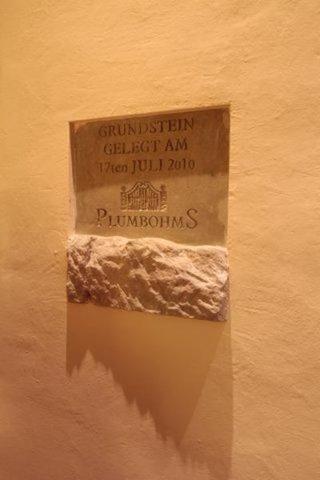 GRUNDSTEIN
GELEGT AM
17ten JULI 2010
PLUMBOHMS